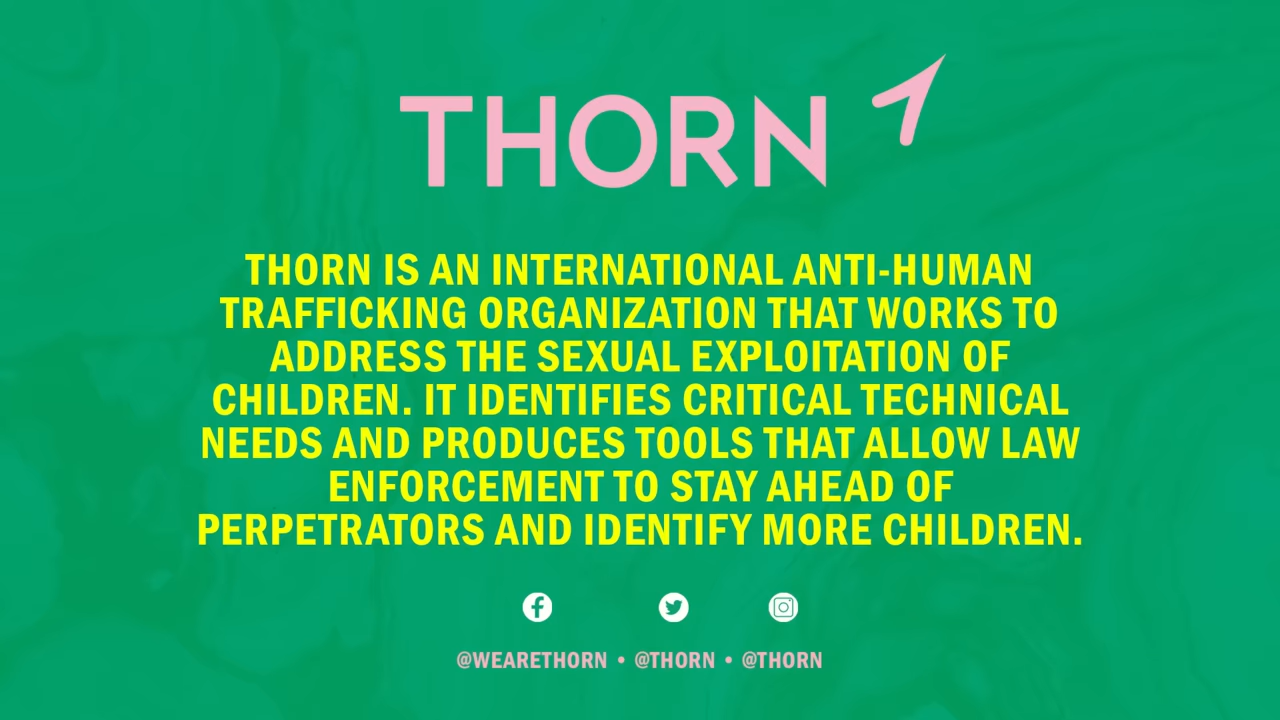 THORN
THORN IS AN INTERNATIONAL ANTI-HUMAN
TRAFFICKING ORGANIZATION THAT WORKS TO
ADDRESS THE SEXUAL EXPLOITATION OF
CHILDREN. IT IDENTIFIES CRITICAL TECHNICAL
NEEDS AND PRODUCES TOOLS THAT ALLOW LAW
ENFORCEMENT TO STAY AHEAD OF
PERPETRATORS AND IDENTIFY MORE CHILDREN.
@WEARETHORN • @THORN • @THORN